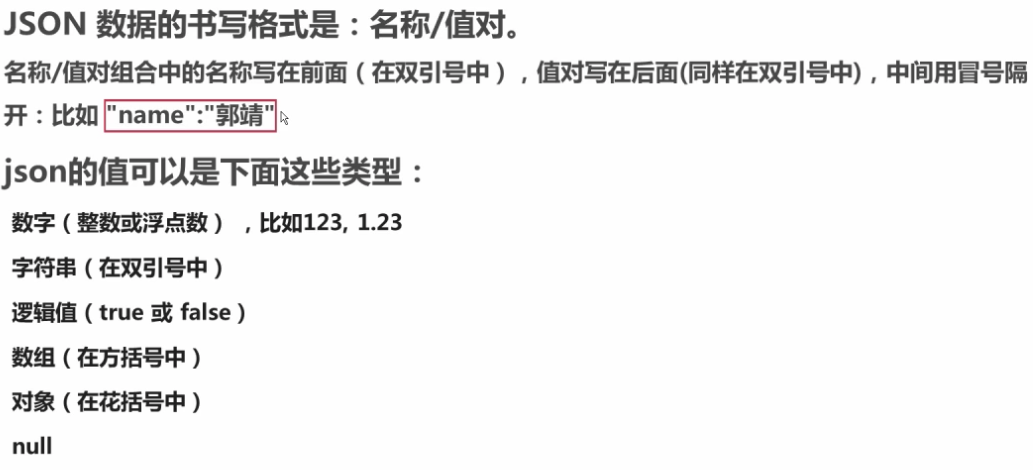 JSON 数据的书写格式是：名称/值对。
名称/值对组合中的名称写在前面（在双引号中），值对写在后面(同样在双引号中)，中间用冒号隔
开：比如 "name":"郭靖"
json的值可以是下面这些类型：
数字（整数或浮点数） ，比如123, 1.23
字符串（在双引号中）
逻辑值（true 或 false）
数组（在方括号中）
对象（在花括号中）
null